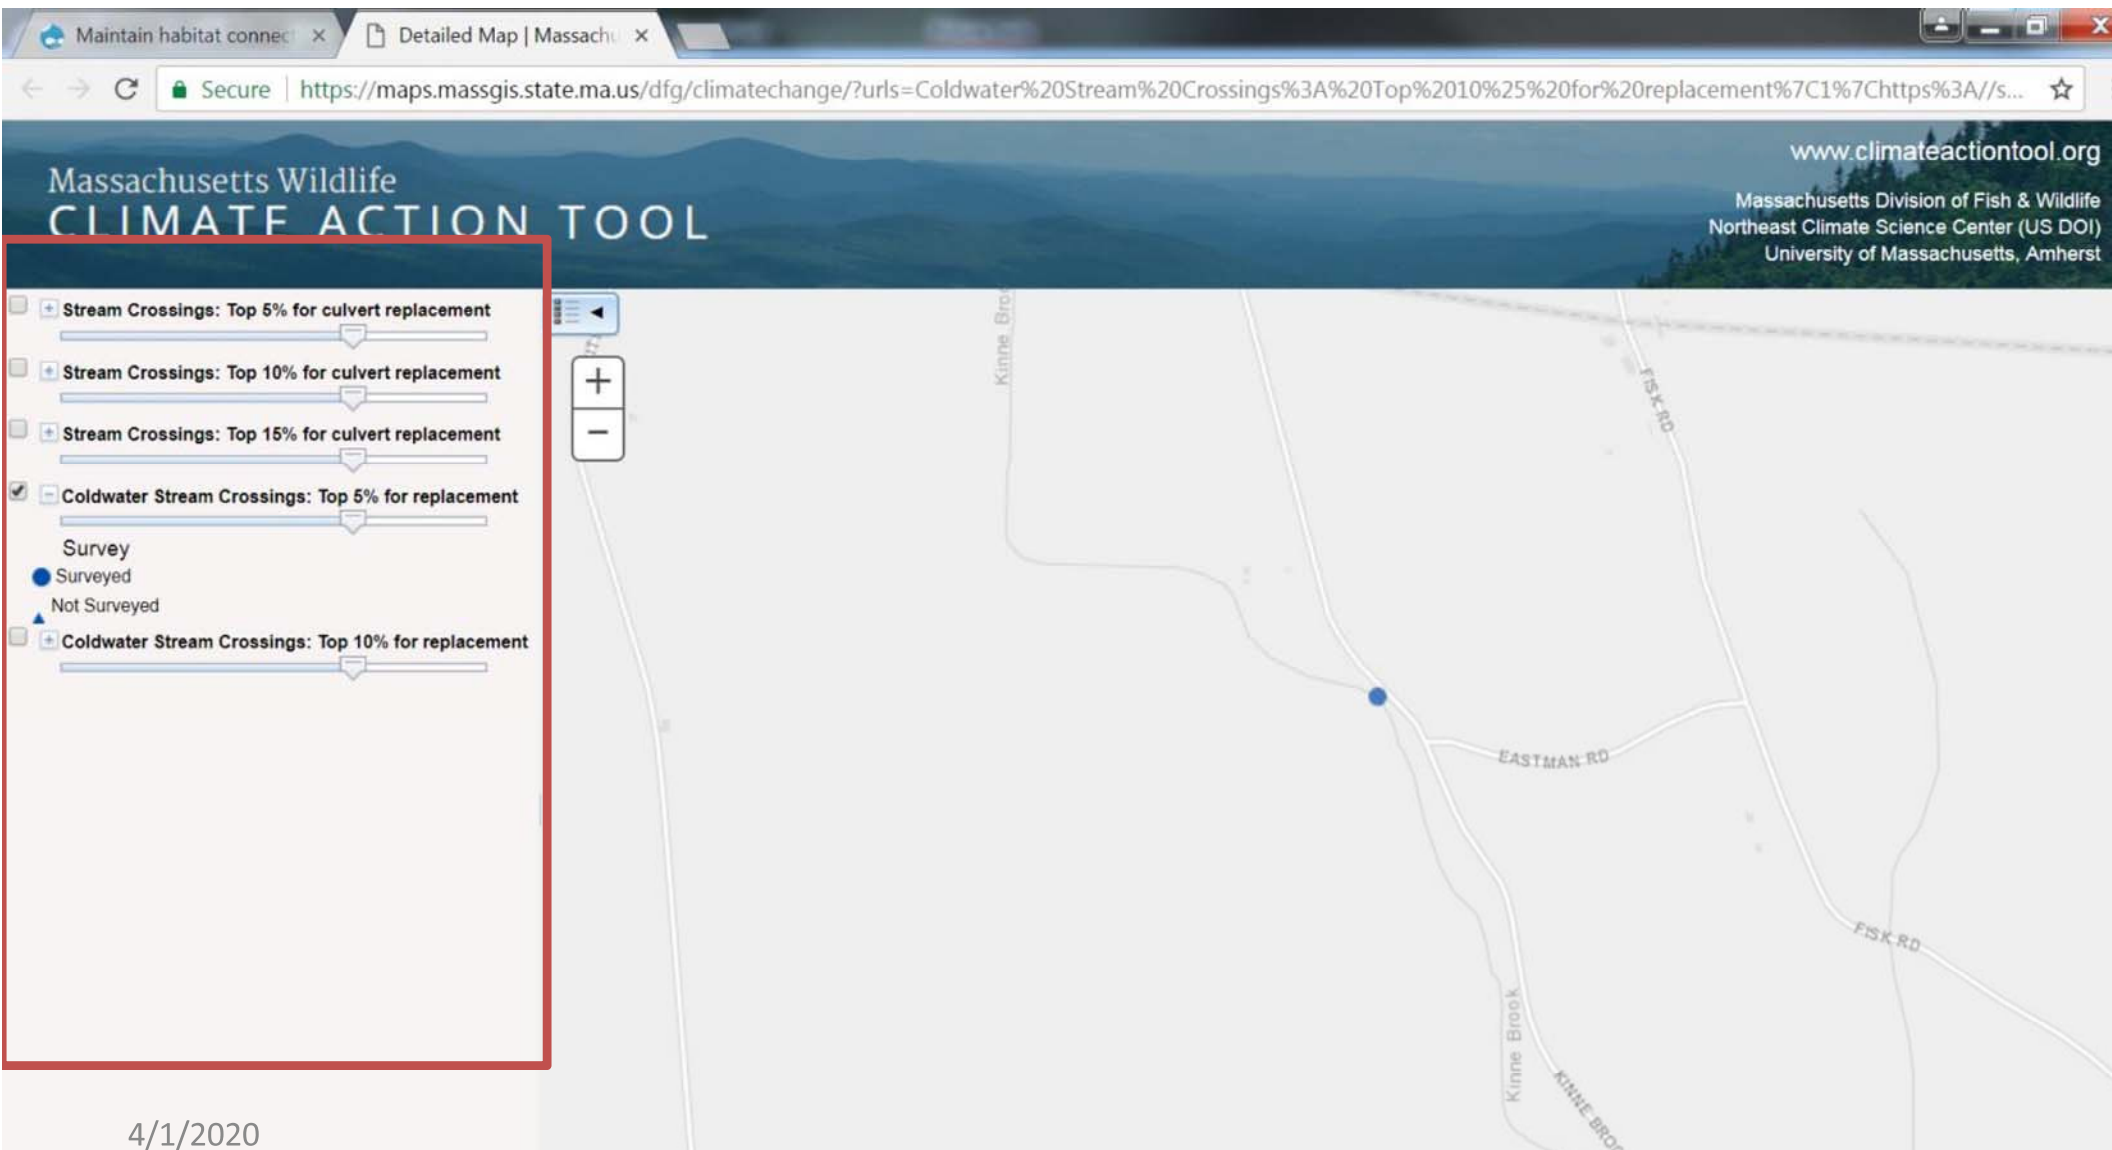 Maintain habitat connec
Detailed Map | Massachu
Secure
https://maps.massgis.state.ma.us/dfg/climatechange/?urls=Coldwater%20Stream%20Crossings%3A%20Top%2010%25%20for%20replacement%7C1%7Chttps%3A//s...
Massachusetts Wildlife
CLIMATE ACTION TOOL
www.climateactiontool.org
Massachusetts Division of Fish & Wildlife
Northeast Climate Science Center (US DOI)
University of Massachusetts, Amherst
Stream Crossings: Top 5% for culvert replacement
Stream Crossings: Top 10% for culvert replacement
Stream Crossings: Top 15% for culvert replacement
Coldwater Stream Crossings: Top 5% for replacement
Survey
Surveyed
Not Surveyed
Coldwater Stream Crossings: Top 10% for replacement
+
−
Kinne Broo
FISK RD
EASTMAN RD
FISK RD
Kinne Brook
KINNE BROO
4/1/2020